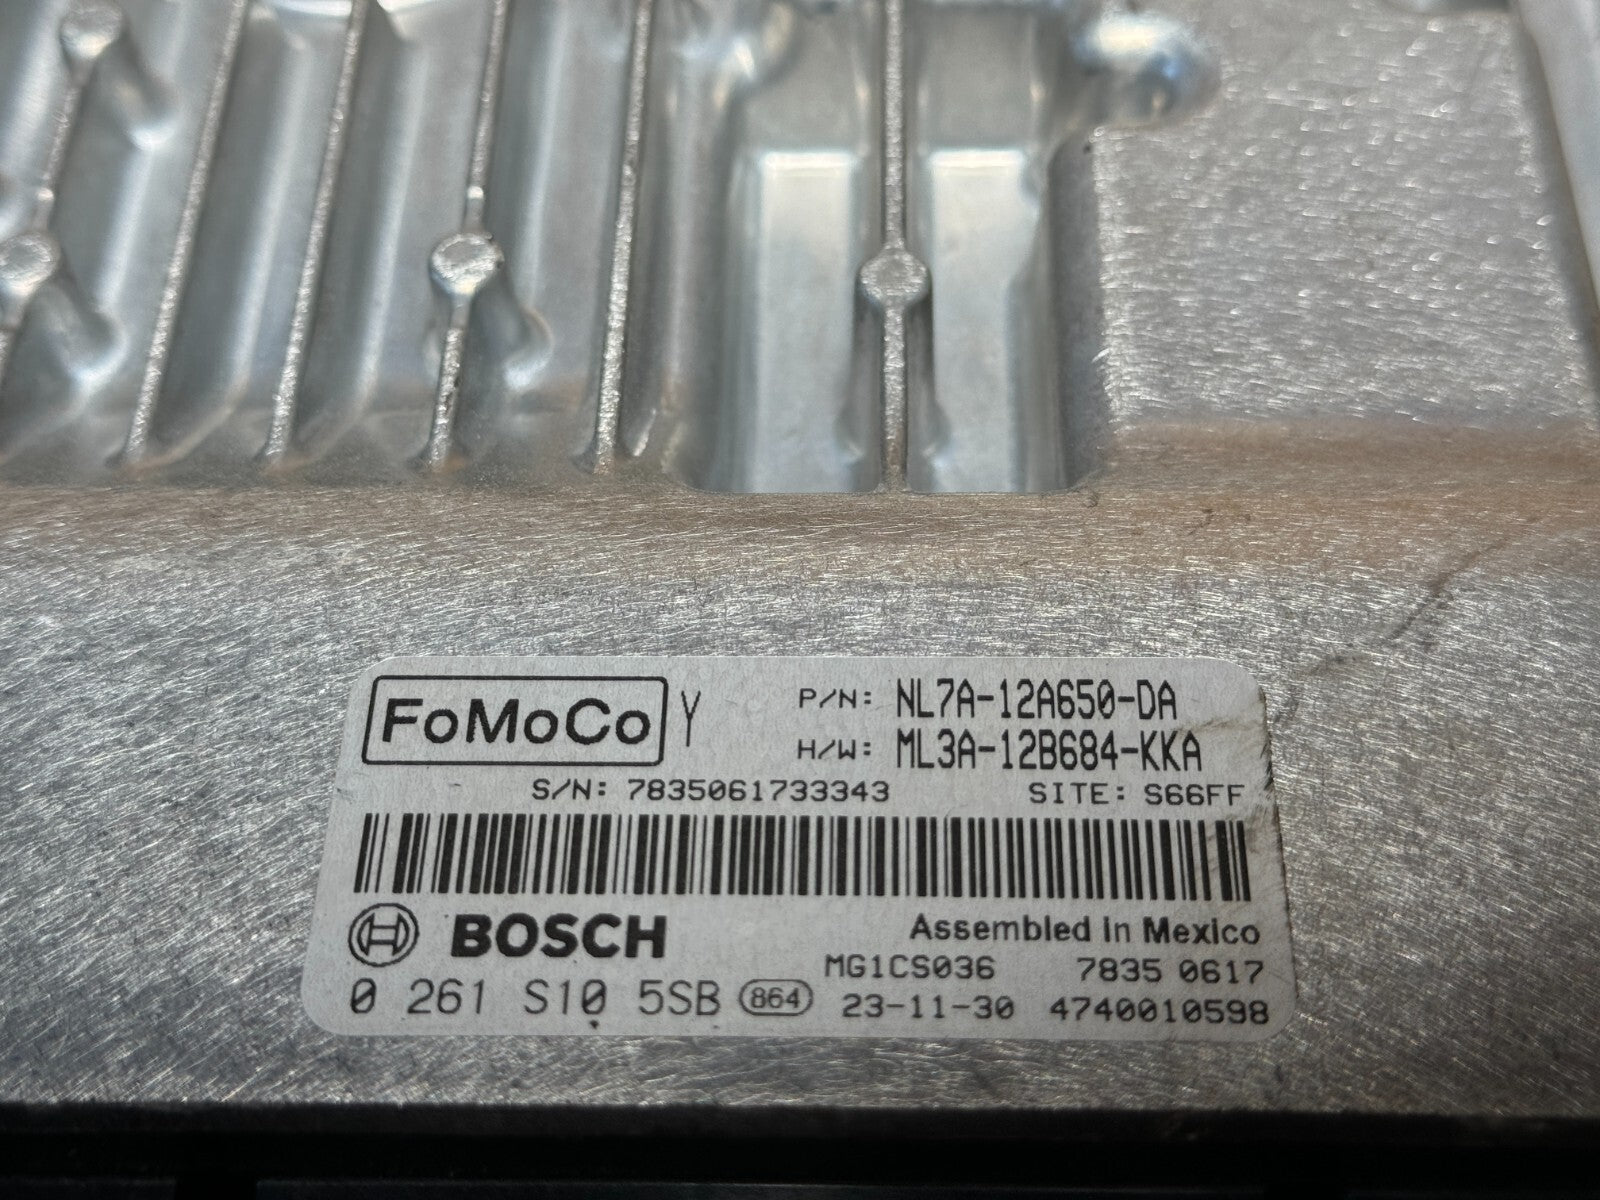 FoMoCo Y P/N: NL7A-12A650-DA
H/W: ML3A-12B684-KKA
S/N: 7835061733343 SITE: S66FF
BOSCH Assembled in Mexico
MG1CS036 7835 0617
0 261 S10 5SB 864 23-11-30 4740010598